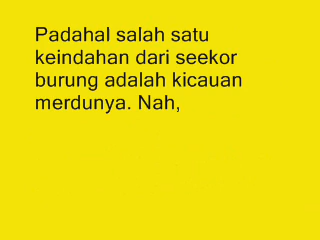 Padahal salah satu
keindahan dari seekor
burung adalah kicauan
merdunya. Nah,